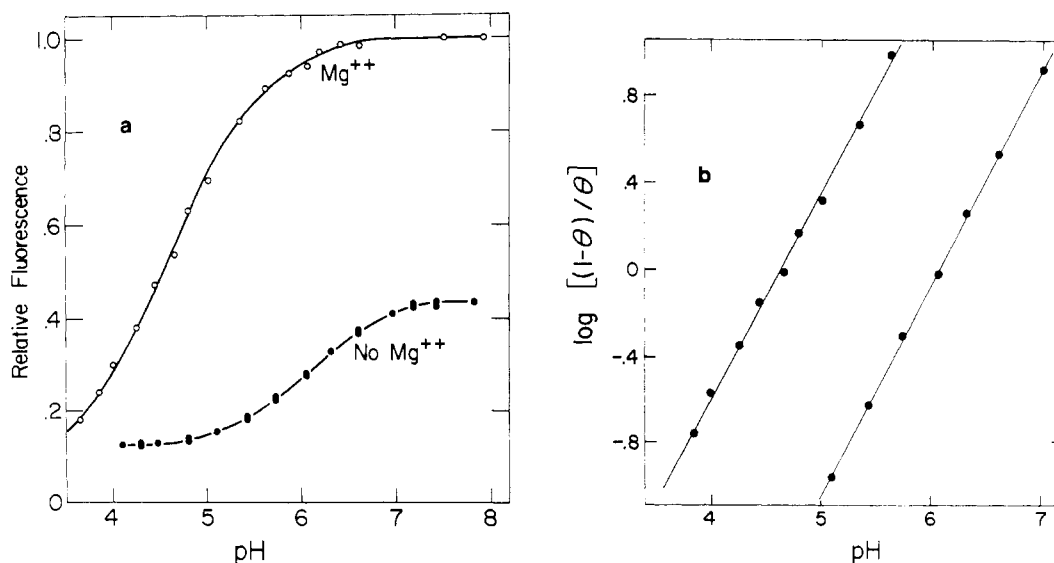 1.0
.8
.6
.4
.2
0
Relative Fluorescence
a
Mg++
No Mg++
4
5
6
7
8
pH
.8
.4
0
-.4
-.8
log [(1-θ)/θ]
b
4
5
6
7
pH